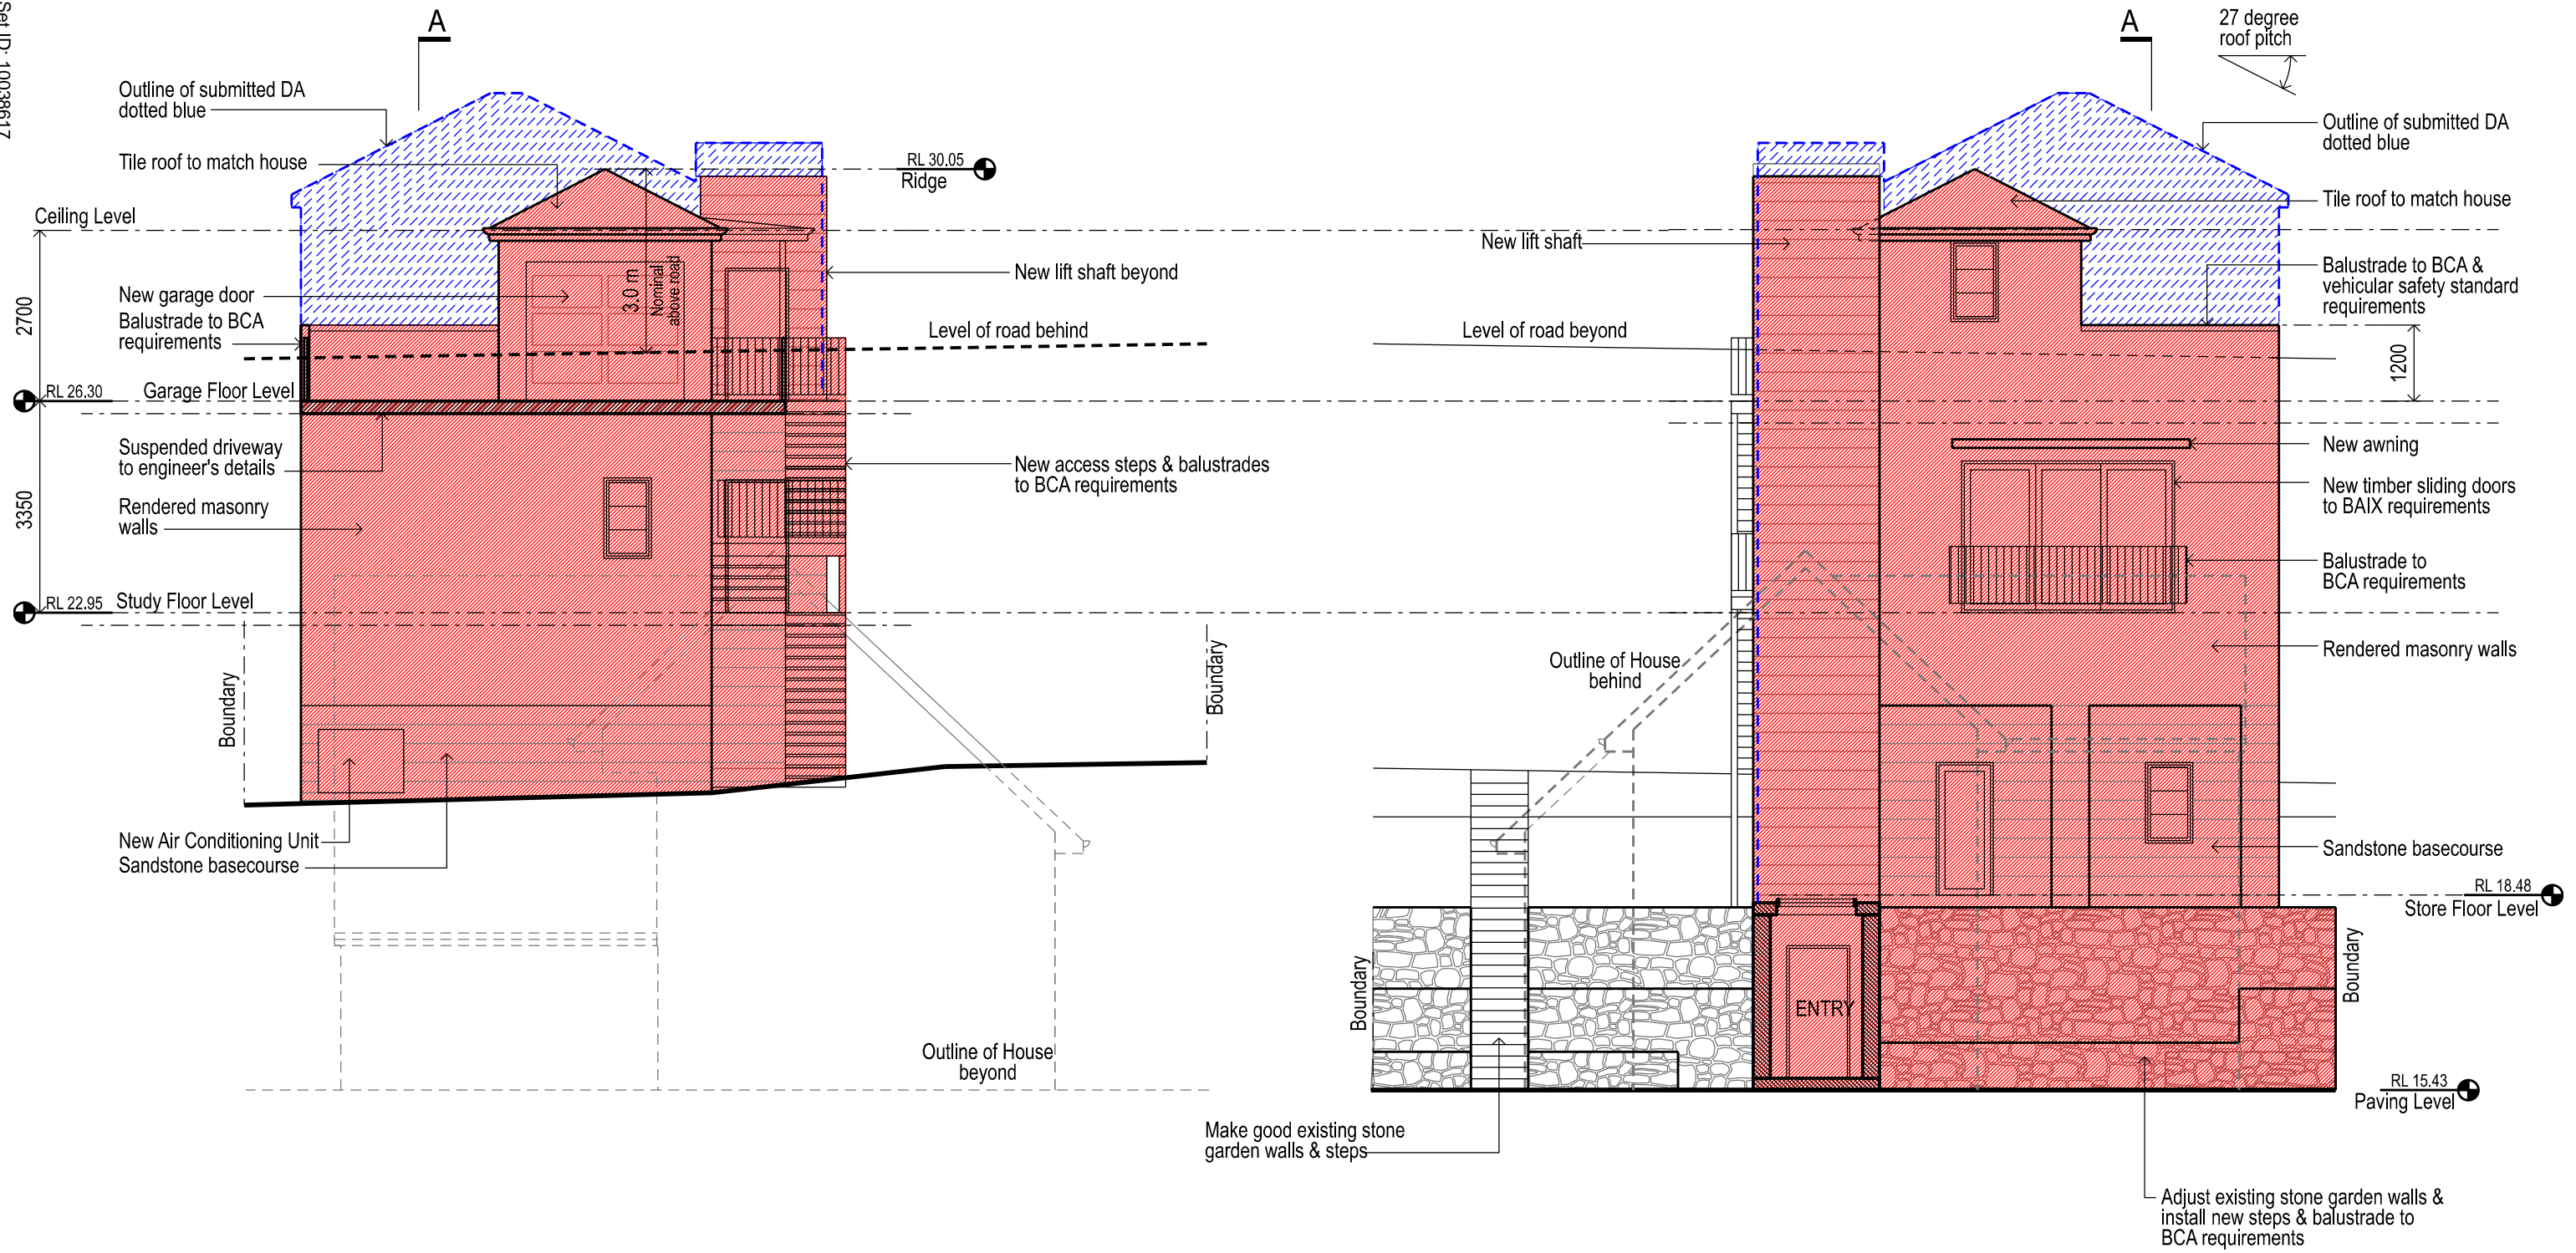 Set ID: 10038617
A
Outline of submitted DA
dotted blue
Tile roof to match house
RL 30.05
Ridge
Ceiling Level
2700
New garage door
Balustrade to BCA
requirements
3.0 m
Nominal
above road
New lift shaft beyond
Level of road behind
RL 26.30
Garage Floor Level
Suspended driveway
to engineer's details
3350
Rendered masonry
walls
New access steps & balustrades
to BCA requirements
RL 22.95
Study Floor Level
Boundary
Boundary
New Air Conditioning Unit
Sandstone basecourse
Outline of House
beyond
A
27 degree
roof pitch
Outline of submitted DA
dotted blue
Tile roof to match house
New lift shaft
Balustrade to BCA &
vehicular safety standard
requirements
Level of road beyond
1200
New awning
New timber sliding doors
to BAIX requirements
Balustrade to
BCA requirements
Outline of House
behind
Rendered masonry walls
Sandstone basecourse
RL 18.48
Store Floor Level
Boundary
ENTRY
Boundary
RL 15.43
Paving Level
Make good existing stone
garden walls & steps
Adjust existing stone garden walls &
install new steps & balustrade to
BCA requirements